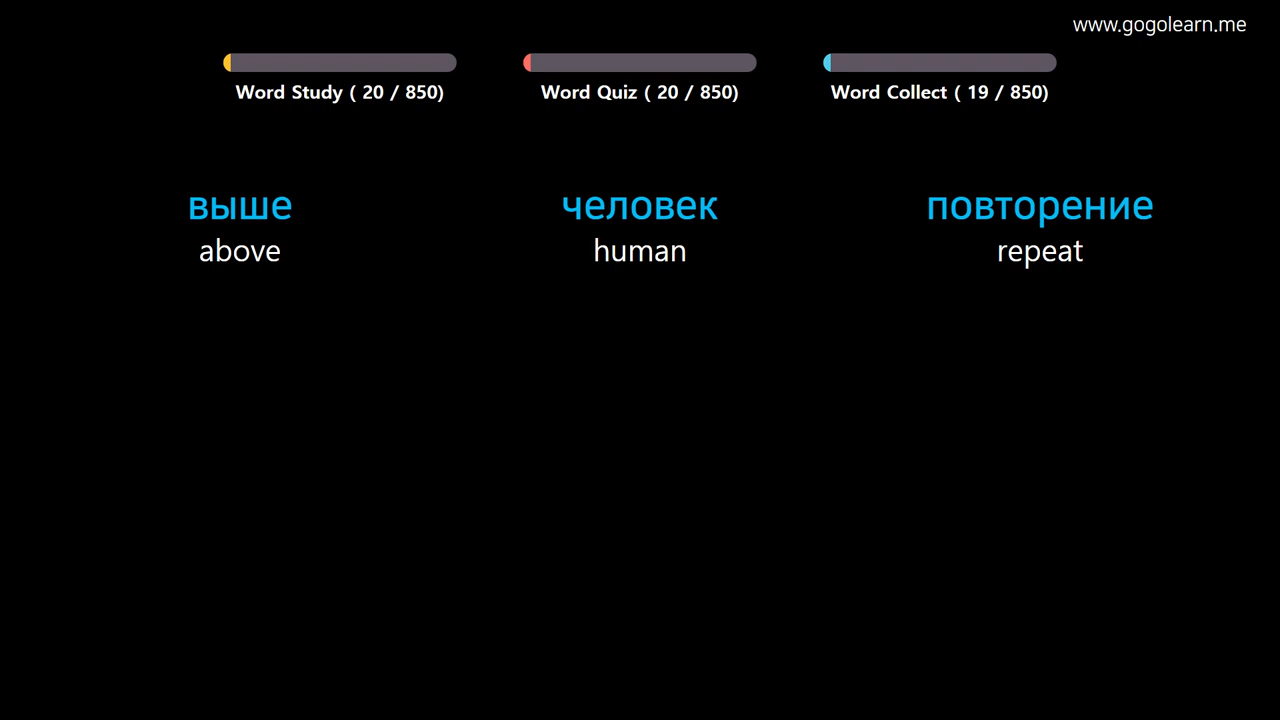 www.gogolearn.me
Word Study ( 20 / 850)
Word Quiz ( 20 / 850)
Word Collect ( 19 / 850)
выше
человек
повторение
above
human
repeat